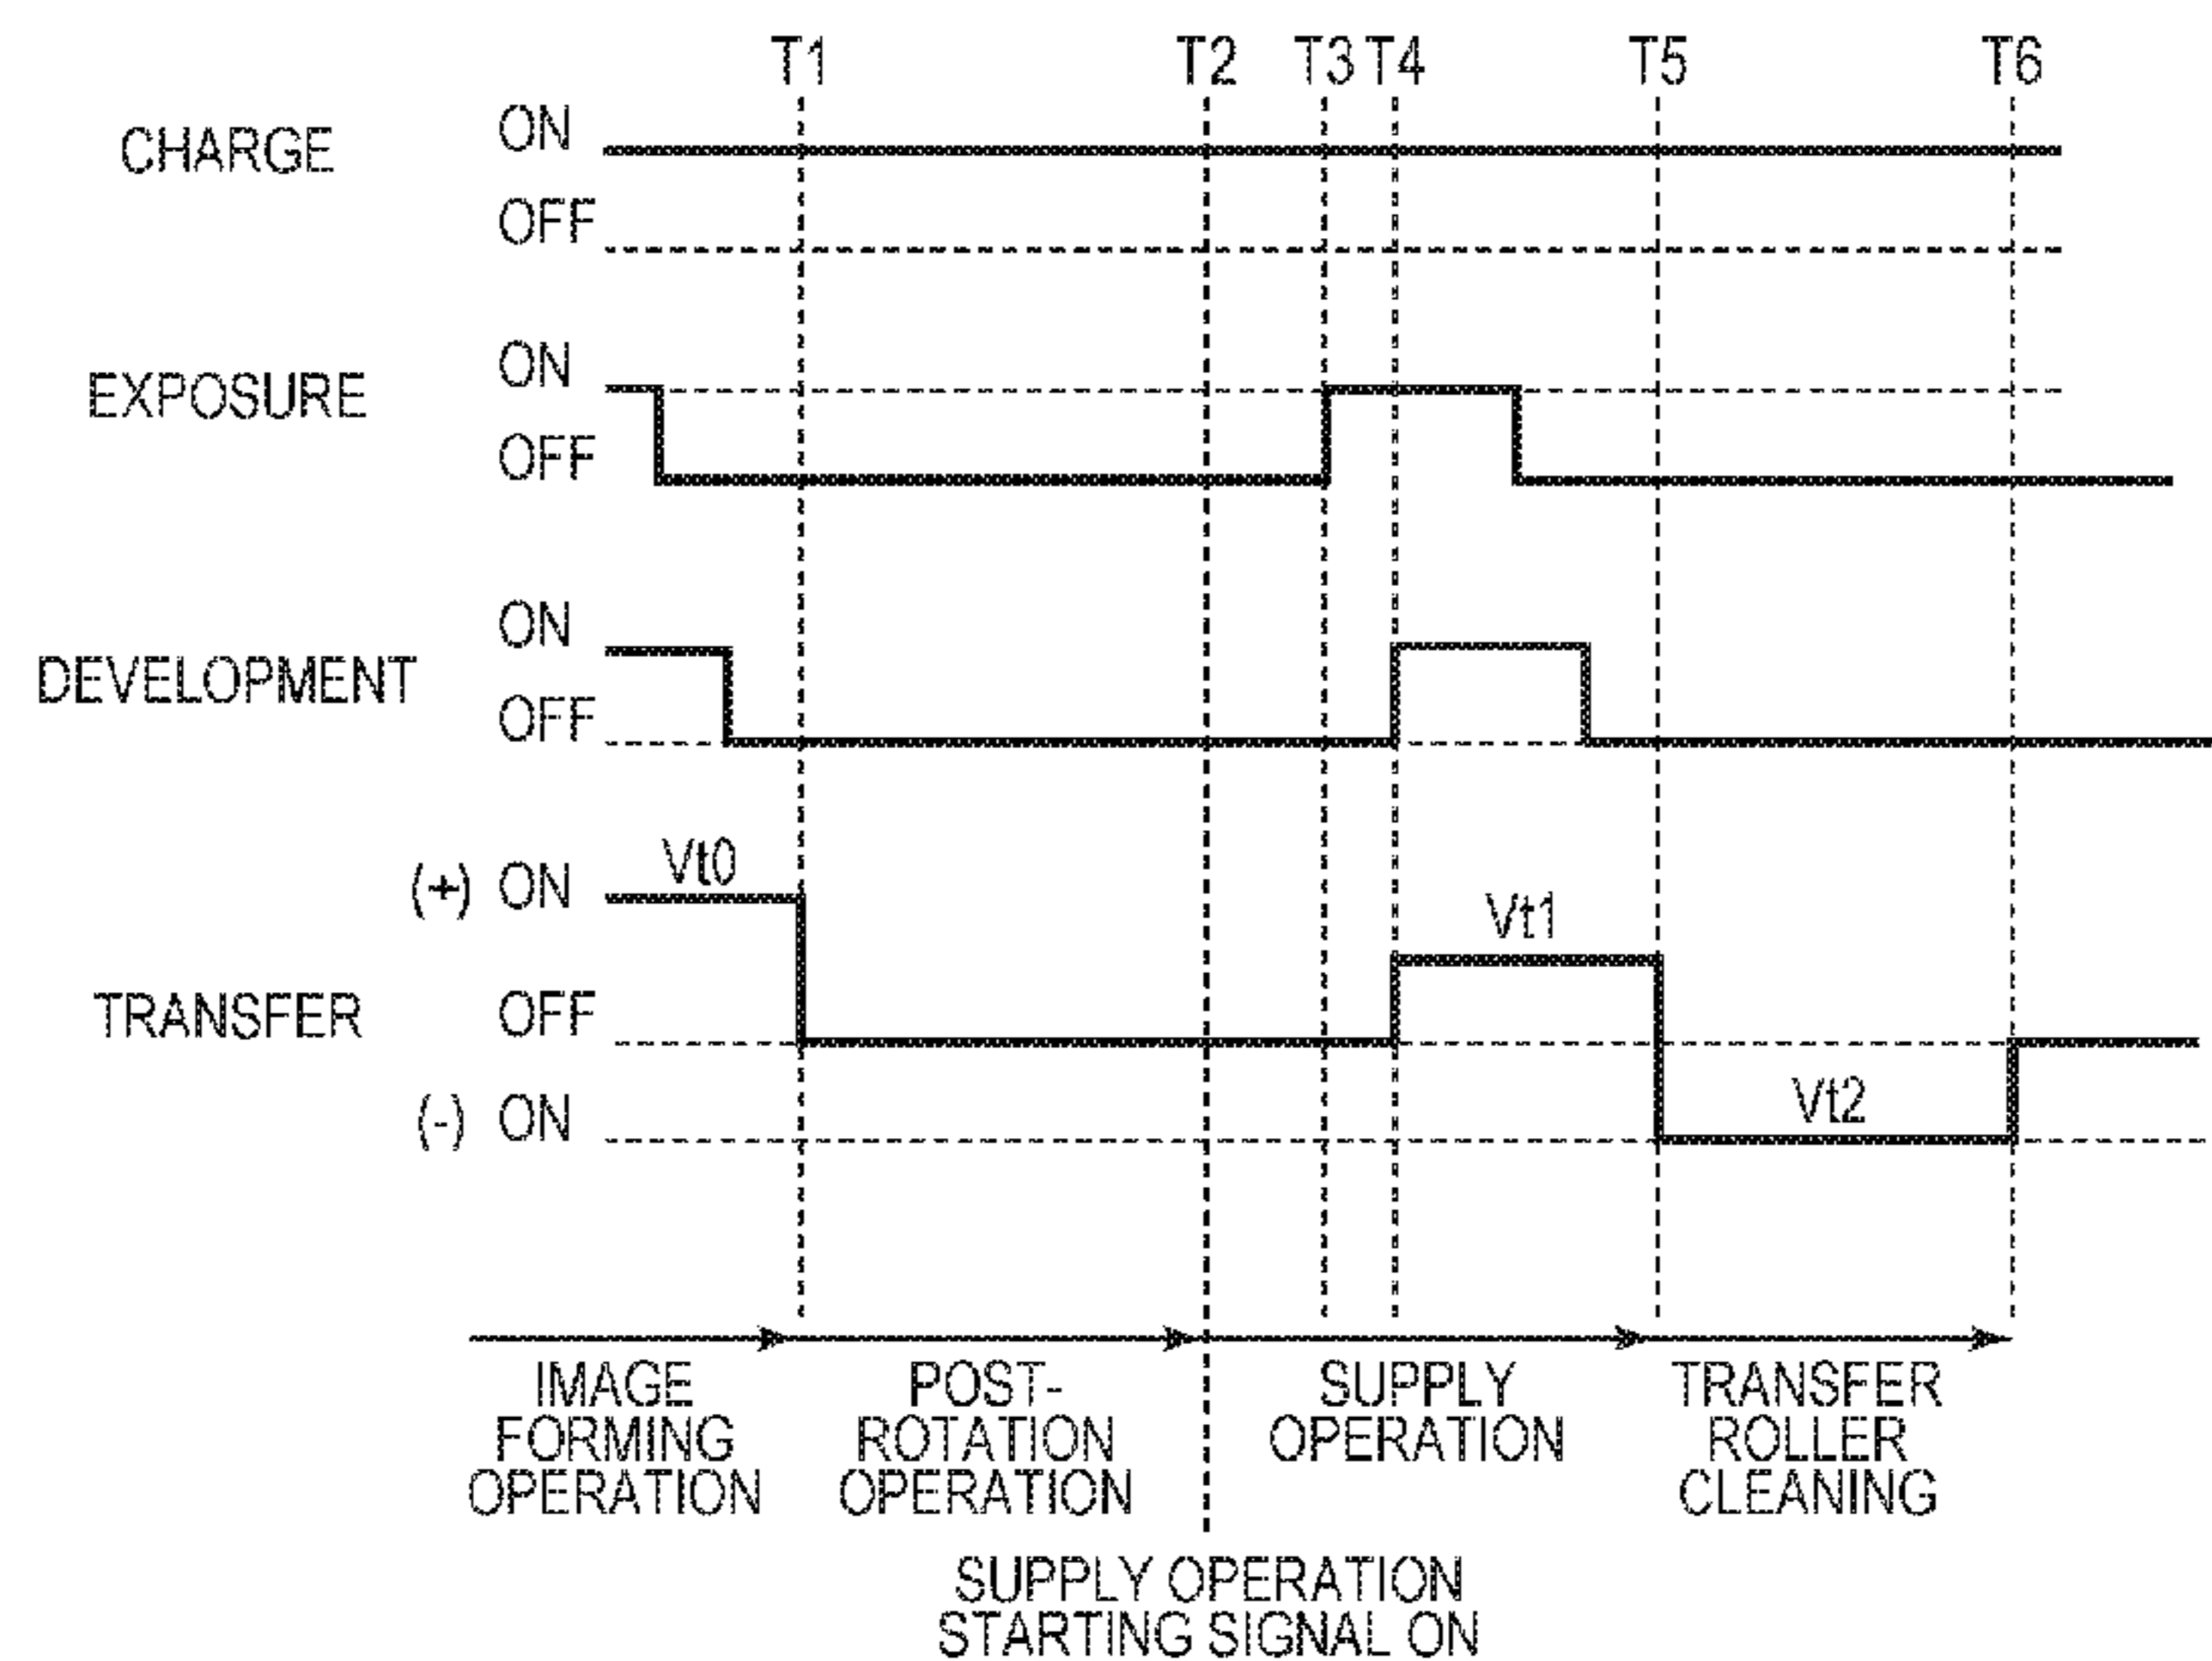 T1 T2 T3 T4 T5 T6
CHARGE ON
OFF
EXPOSURE ON
OFF
DEVELOPMENT ON
OFF
(+) ON Vt0
Vt1
TRANSFER OFF
(-) ON Vt2
IMAGE
FORMING
OPERATION
POST-
ROTATION
OPERATION
SUPPLY
OPERATION
TRANSFER
ROLLER
CLEANING
SUPPLY OPERATION
STARTING SIGNAL ON